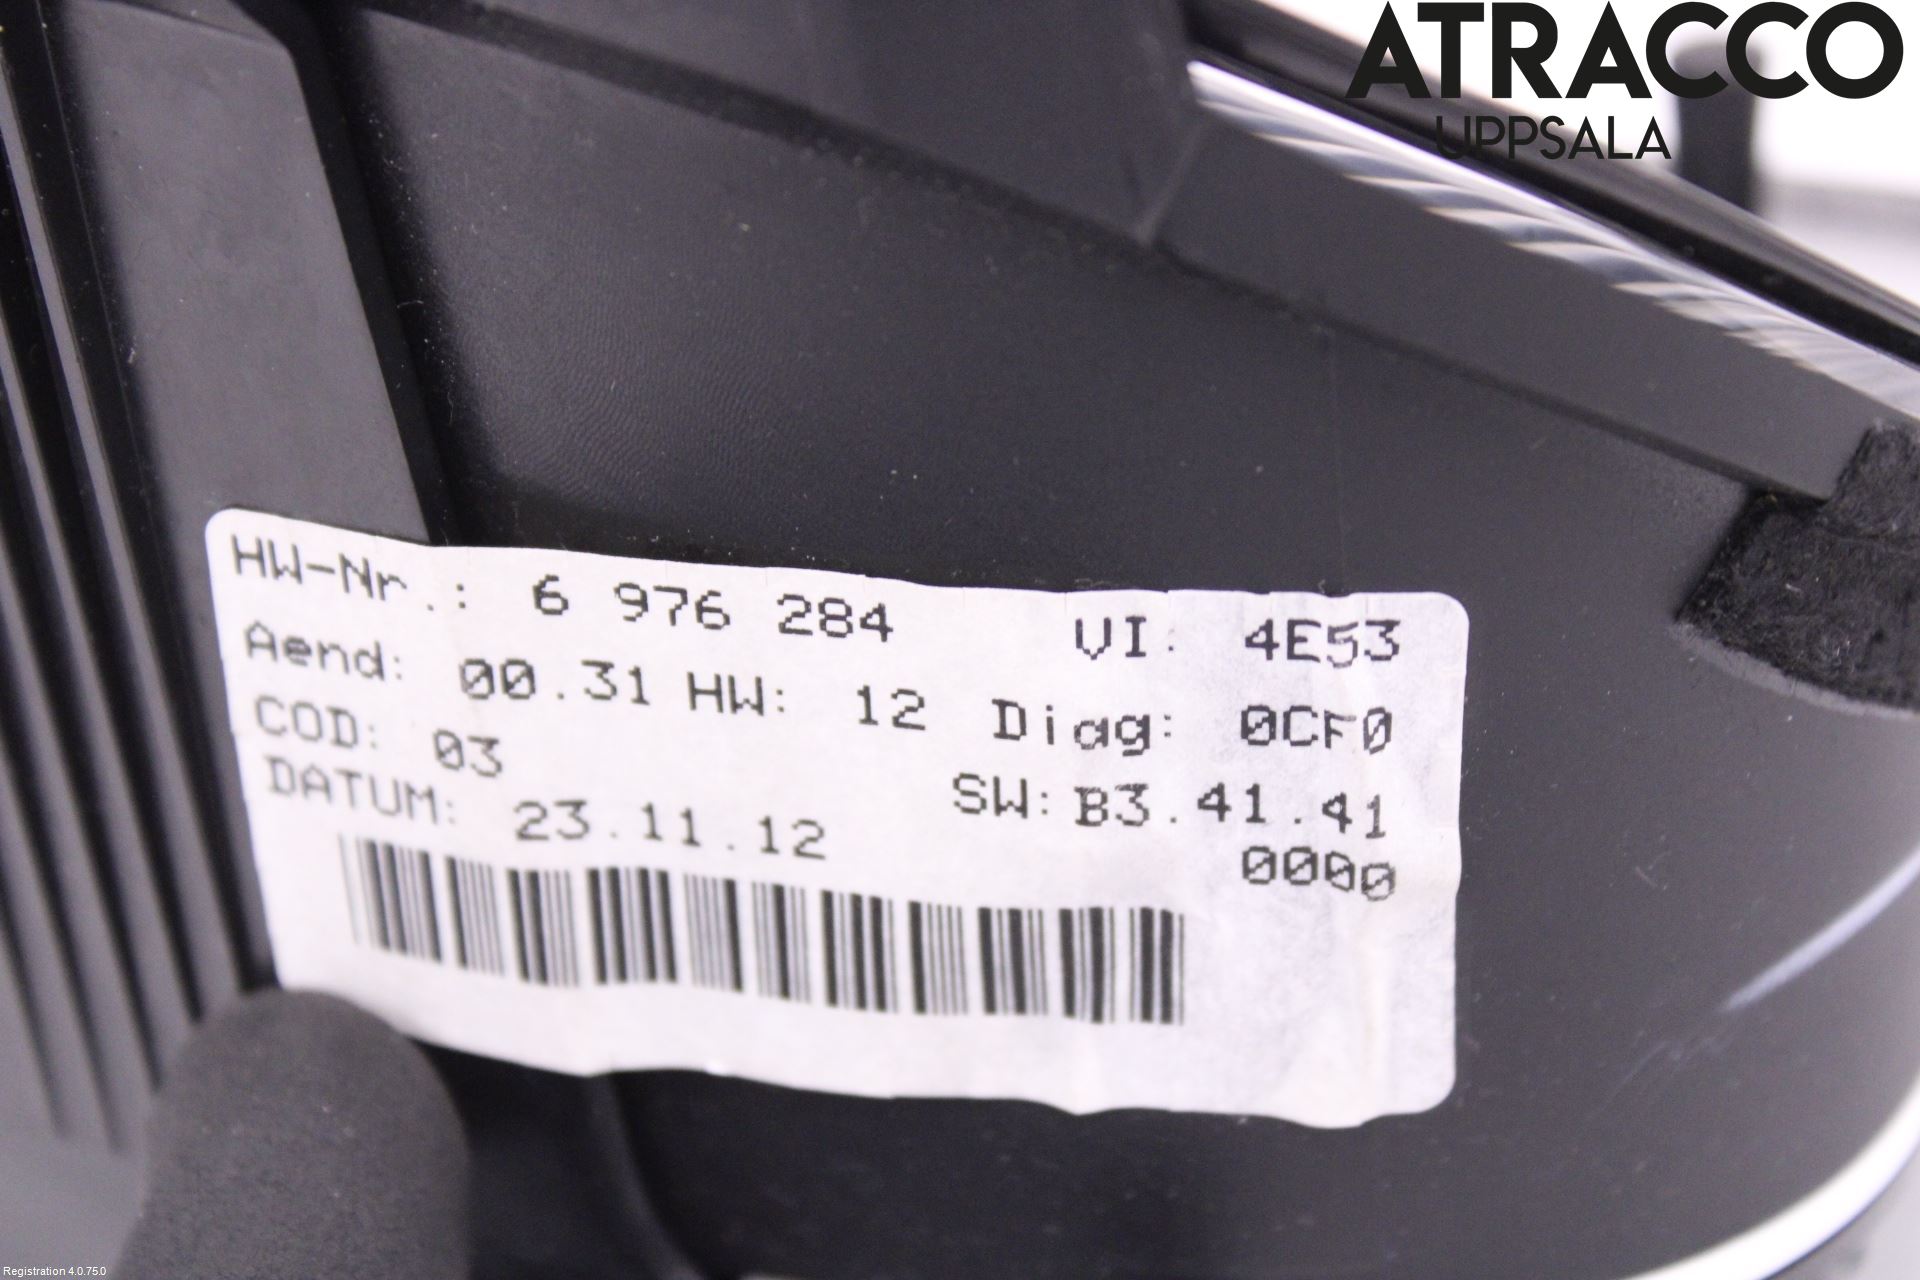 ATRACCO
UPPSALA
HW-Nr.: 6 976 284 VI: 4E53
Aend: 00.31 HW: 12 Diag: 0CF0
COD: 03 SW: B3.41.41
DATUM: 23.11.12 0000
Registration 4.0.75.0